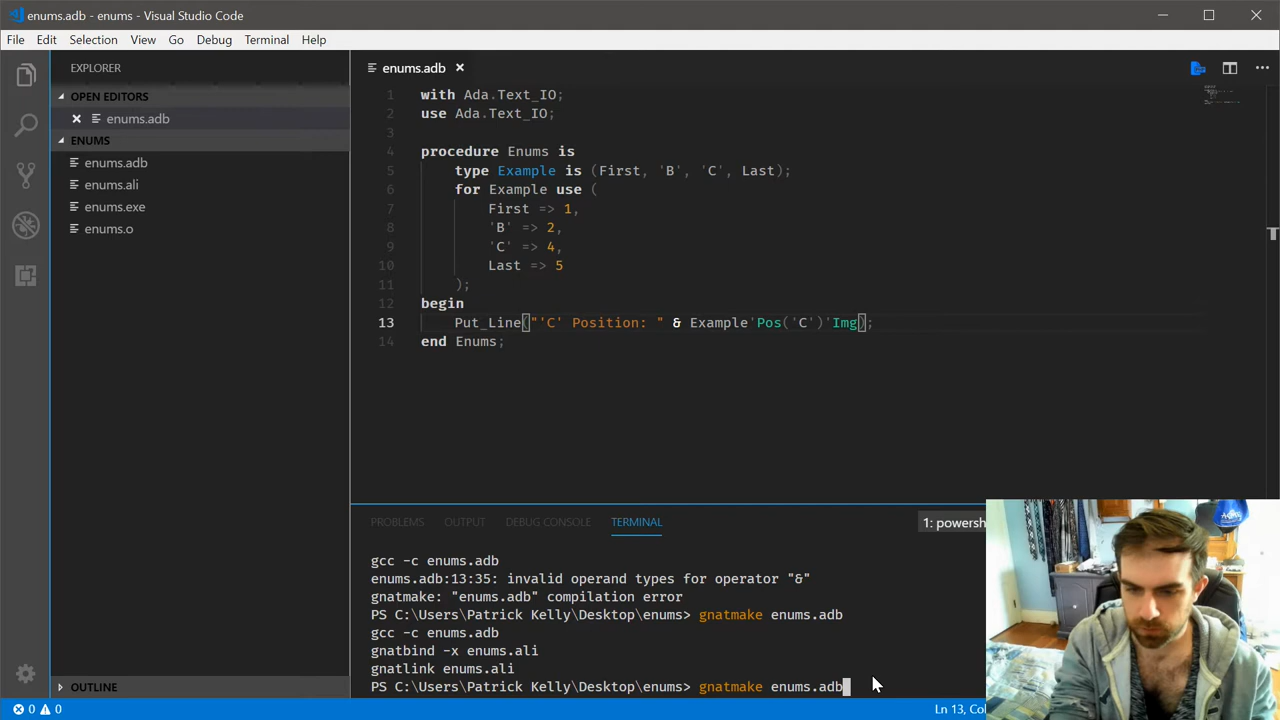 enums.adb - enums - Visual Studio Code
File Edit Selection View Go Debug Terminal Help
EXPLORER
OPEN EDITORS
enums.adb
ENUMS
enums.adb
enums.ali
enums.exe
enums.o
OUTLINE
enums.adb
1 with Ada.Text_IO;
2 use Ada.Text_IO;
3
4 procedure Enums is
5 type Example is (First, 'B', 'C', Last);
6 for Example use (
7 First => 1,
8 'B' => 2,
9 'C' => 4,
10 Last => 5
11 );
12 begin
13 Put_Line("'C' Position: " & Example'Pos('C')'Img);
14 end Enums;
PROBLEMS OUTPUT DEBUG CONSOLE TERMINAL 1: powersh
gcc -c enums.adb
enums.adb:13:35: invalid operand types for operator "&"
gnatmake: "enums.adb" compilation error
PS C:\Users\Patrick Kelly\Desktop\enums> gnatmake enums.adb
gcc -c enums.adb
gnatbind -x enums.ali
gnatlink enums.ali
PS C:\Users\Patrick Kelly\Desktop\enums> gnatmake enums.adb
0 0 Ln 13, Co